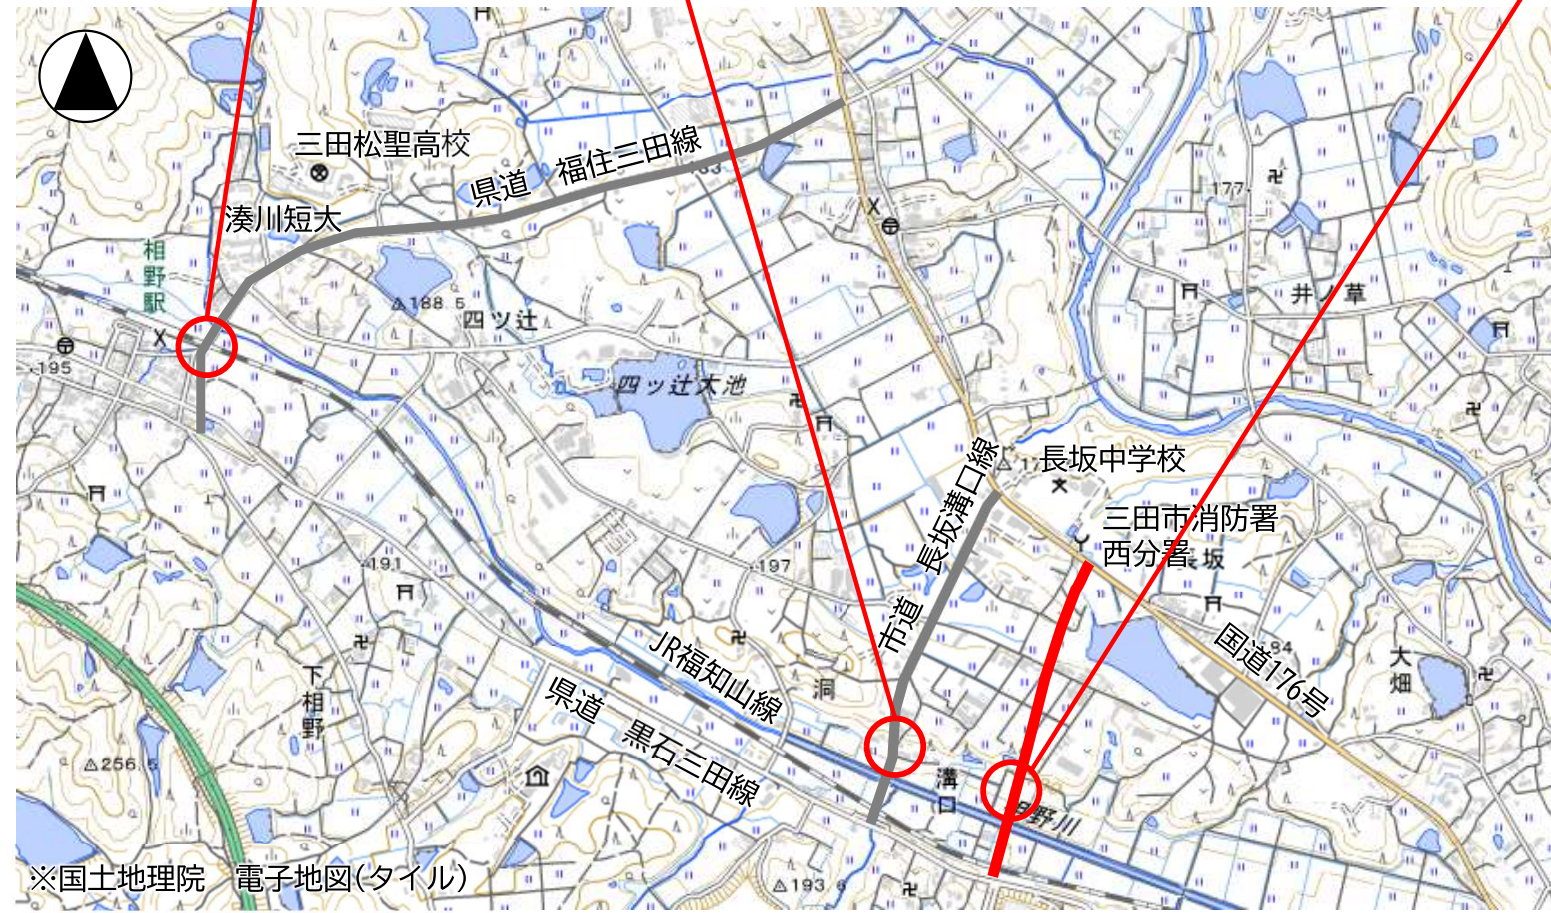 三田松聖高校
県道　福住三田線
湊川短大
177
相野駅
井ノ草
188.5
四ツ辻
195
四ッ辻大池
市道　長坂溝口線
長坂中学校
三田市消防署
西分署
長坂
191
197
国道176号
大畑
JR福知山線
洞
下相野
県道　黒石三田線
256.5
溝口
相野川
193.6
※国土地理院　電子地図(タイル)